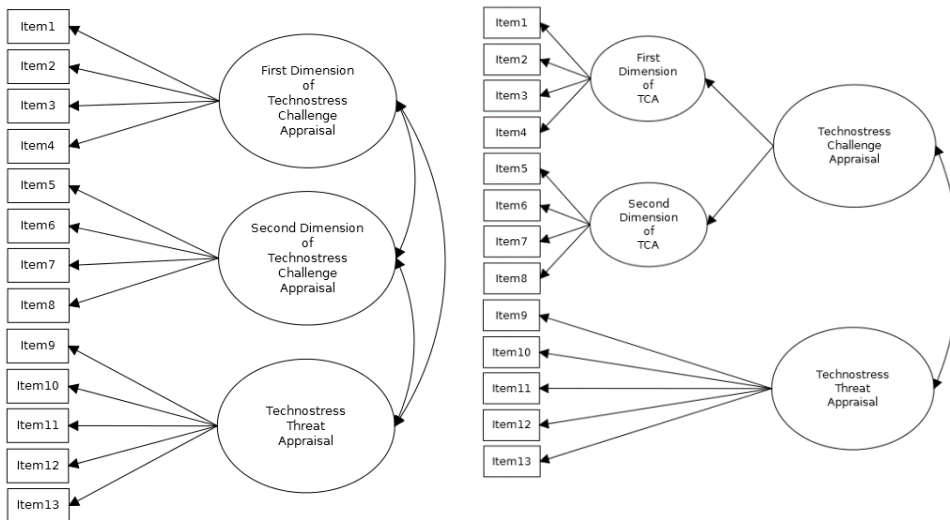 Item1
Item2
Item3
Item4
Item5
Item6
Item7
Item8
Item9
Item10
Item11
Item12
Item13
First Dimension
of
Technostress
Challenge
Appraisal
Second Dimension
of
Technostress
Challenge
Appraisal
Technostress
Threat
Appraisal
Item1
Item2
Item3
Item4
Item5
Item6
Item7
Item8
Item9
Item10
Item11
Item12
Item13
First
Dimension
of
TCA
Second
Dimension
of
TCA
Technostress
Challenge
Appraisal
Technostress
Threat
Appraisal